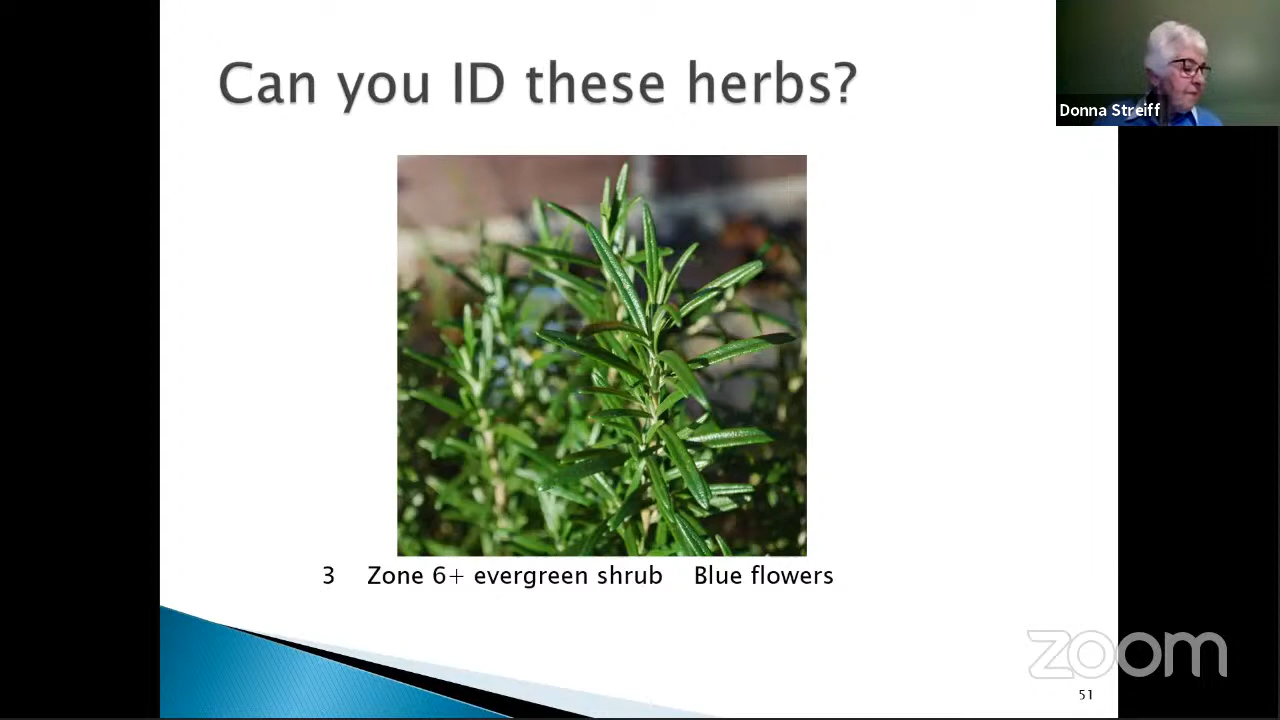 Can you ID these herbs?
Donna Streiff
3 Zone 6+ evergreen shrub Blue flowers
zoom
51